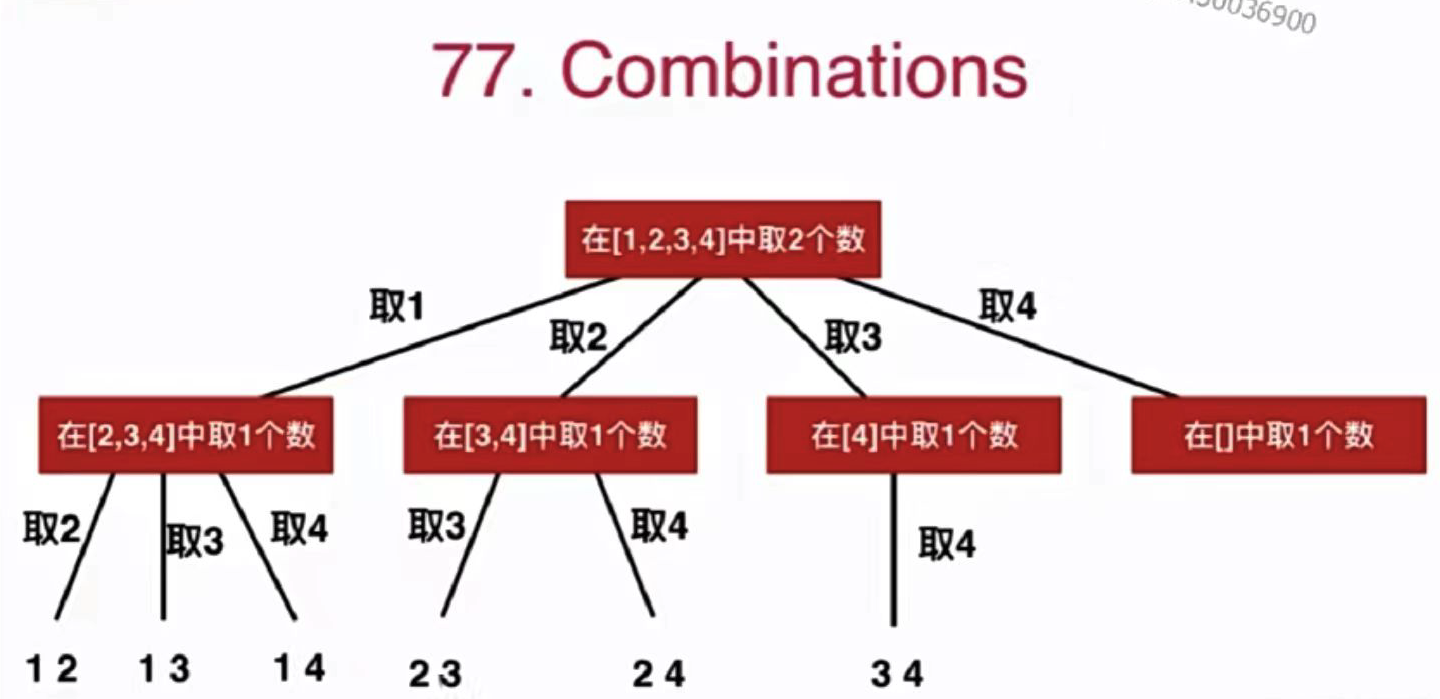 77. Combinations
在[1,2,3,4]中取2个数
取1
取2
取3
取4
在[2,3,4]中取1个数
在[3,4]中取1个数
在[4]中取1个数
在[]中取1个数
取2
取3
取4
取3
取4
取4
1 2
1 3
1 4
2 3
2 4
3 4